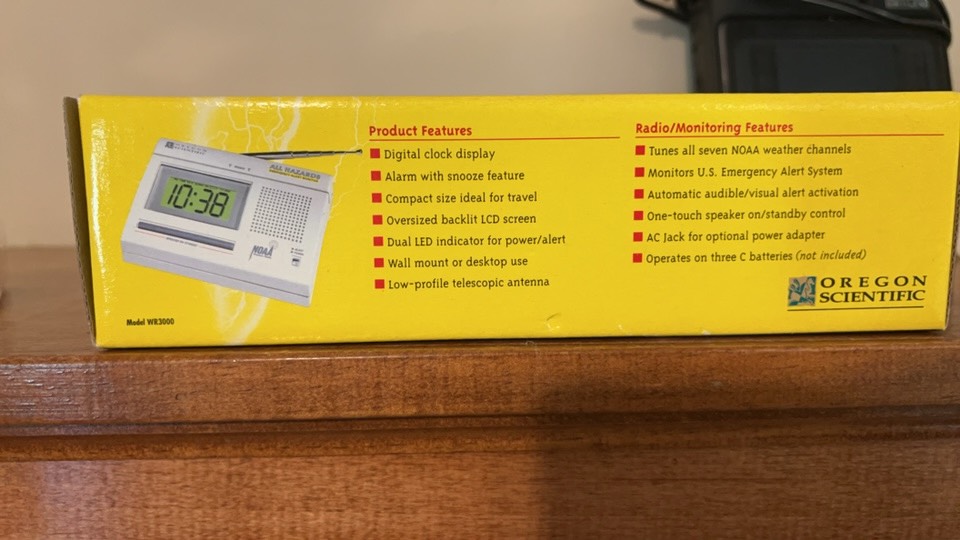 OREGON
SCIENTIFIC
ALL HAZARDS
10:38
NOAA
Model WR3000
Product Features
Digital clock display
Alarm with snooze feature
Compact size ideal for travel
Oversized backlit LCD screen
Dual LED indicator for power/alert
Wall mount or desktop use
Low-profile telescopic antenna
Radio/Monitoring Features
Tunes all seven NOAA weather channels
Monitors U.S. Emergency Alert System
Automatic audible/visual alert activation
One-touch speaker on/standby control
AC Jack for optional power adapter
Operates on three C batteries (not included)
OREGON
SCIENTIFIC